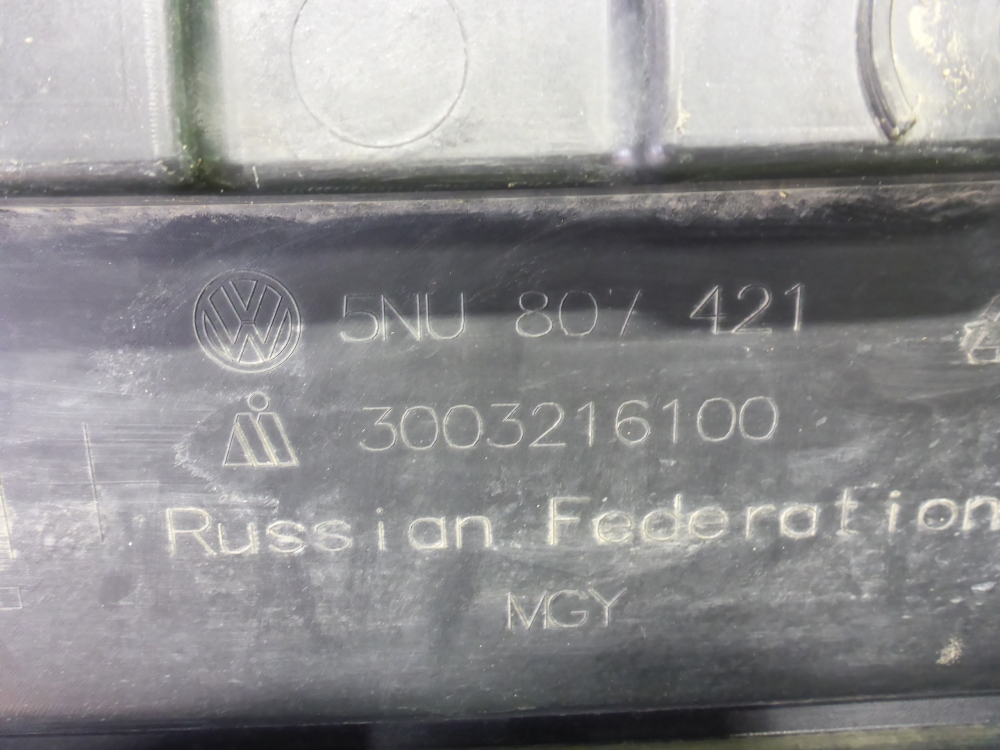 5NU 807 421
3003216100
Russian Federation
MGY